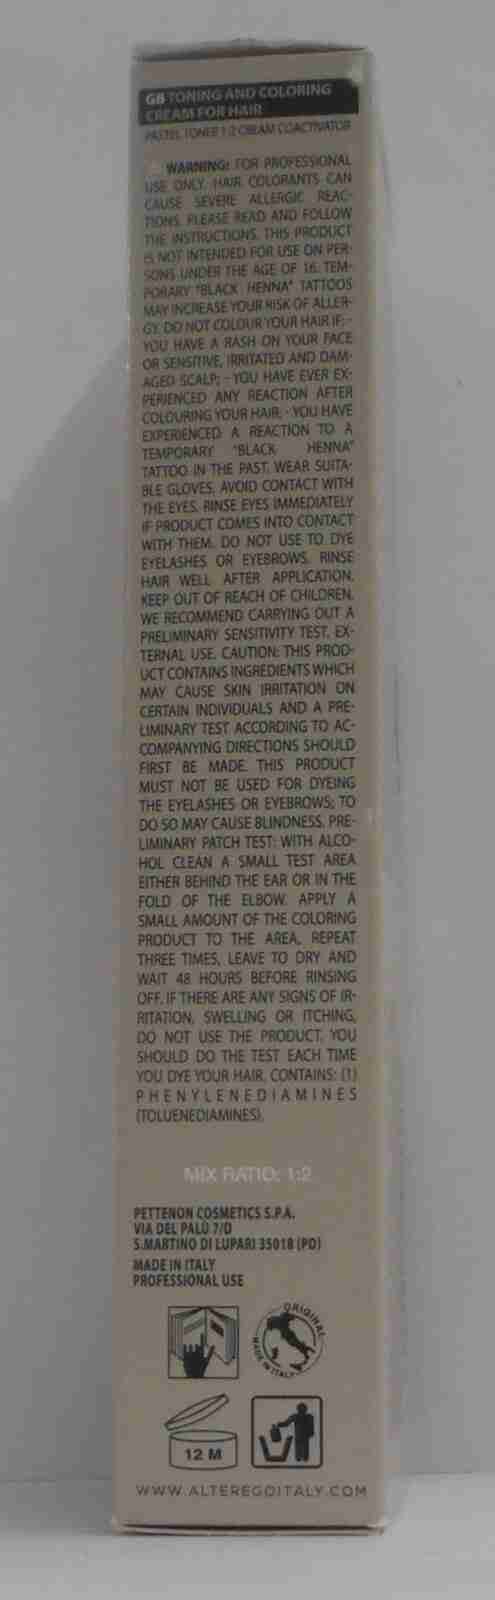 GB TONING AND COLORING
CREAM FOR HAIR
PASTEL TONER 1:2 CREAM COACTIVATOR
WARNING: FOR PROFESSIONAL
USE ONLY. HAIR COLORANTS CAN
CAUSE SEVERE ALLERGIC REAC-
TIONS. PLEASE READ AND FOLLOW
THE INSTRUCTIONS. THIS PRODUCT
IS NOT INTENDED FOR USE ON PER-
SONS UNDER THE AGE OF 16. TEM-
PORARY "BLACK HENNA" TATTOOS
MAY INCREASE YOUR RISK OF ALLER-
GY. DO NOT COLOUR YOUR HAIR IF: -
YOU HAVE A RASH ON YOUR FACE
OR SENSITIVE, IRRITATED AND DAM-
AGED SCALP; - YOU HAVE EVER EX-
PERIENCED ANY REACTION AFTER
COLOURING YOUR HAIR; - YOU HAVE
EXPERIENCED A REACTION TO A
TEMPORARY "BLACK HENNA"
TATTOO IN THE PAST. WEAR SUITA-
BLE GLOVES. AVOID CONTACT WITH
THE EYES. RINSE EYES IMMEDIATELY
IF PRODUCT COMES INTO CONTACT
WITH THEM. DO NOT USE TO DYE
EYELASHES OR EYEBROWS. RINSE
HAIR WELL AFTER APPLICATION.
KEEP OUT OF REACH OF CHILDREN.
WE RECOMMEND CARRYING OUT A
PRELIMINARY SENSITIVITY TEST. EX-
TERNAL USE. CAUTION: THIS PROD-
UCT CONTAINS INGREDIENTS WHICH
MAY CAUSE SKIN IRRITATION ON
CERTAIN INDIVIDUALS AND A PRE-
LIMINARY TEST ACCORDING TO AC-
COMPANYING DIRECTIONS SHOULD
FIRST BE MADE. THIS PRODUCT
MUST NOT BE USED FOR DYEING
THE EYELASHES OR EYEBROWS; TO
DO SO MAY CAUSE BLINDNESS. PRE-
LIMINARY PATCH TEST: WITH ALCO-
HOL CLEAN A SMALL TEST AREA
EITHER BEHIND THE EAR OR IN THE
FOLD OF THE ELBOW. APPLY A
SMALL AMOUNT OF THE COLORING
PRODUCT TO THE AREA, REPEAT
THREE TIMES, LEAVE TO DRY AND
WAIT 48 HOURS BEFORE RINSING
OFF. IF THERE ARE ANY SIGNS OF IR-
RITATION, SWELLING OR ITCHING,
DO NOT USE THE PRODUCT. YOU
SHOULD DO THE TEST EACH TIME
YOU DYE YOUR HAIR. CONTAINS: (1)
PHENYLENEDIAMINES
(TOLUENEDIAMINES).
MIX RATIO: 1:2
PETTENON COSMETICS S.P.A.
VIA DEL PALÙ 7/D
S.MARTINO DI LUPARI 35018 (PD)
MADE IN ITALY
PROFESSIONAL USE
ORIGINAL
MADE IN ITALY
12 M
WWW.ALTEREGOITALY.COM